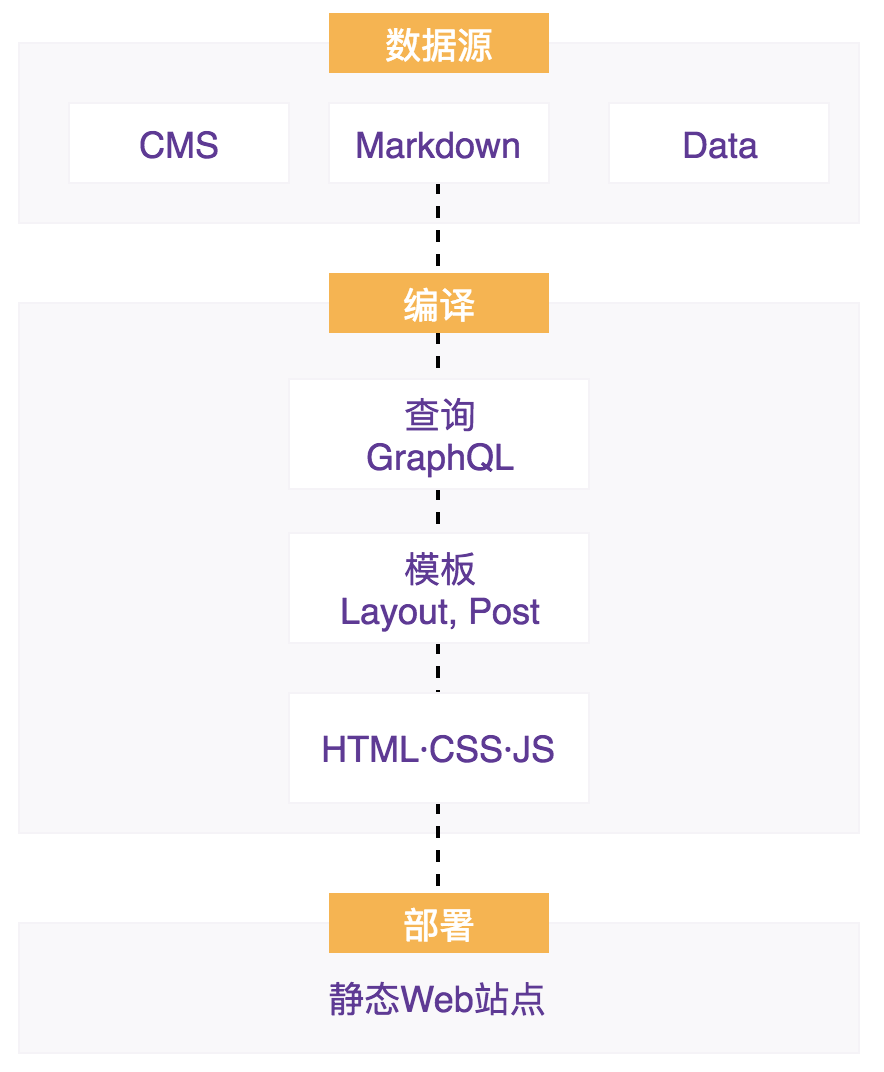 数据源
CMS
Markdown
Data
编译
查询
GraphQL
模板
Layout, Post
HTML·CSS·JS
部署
静态Web站点